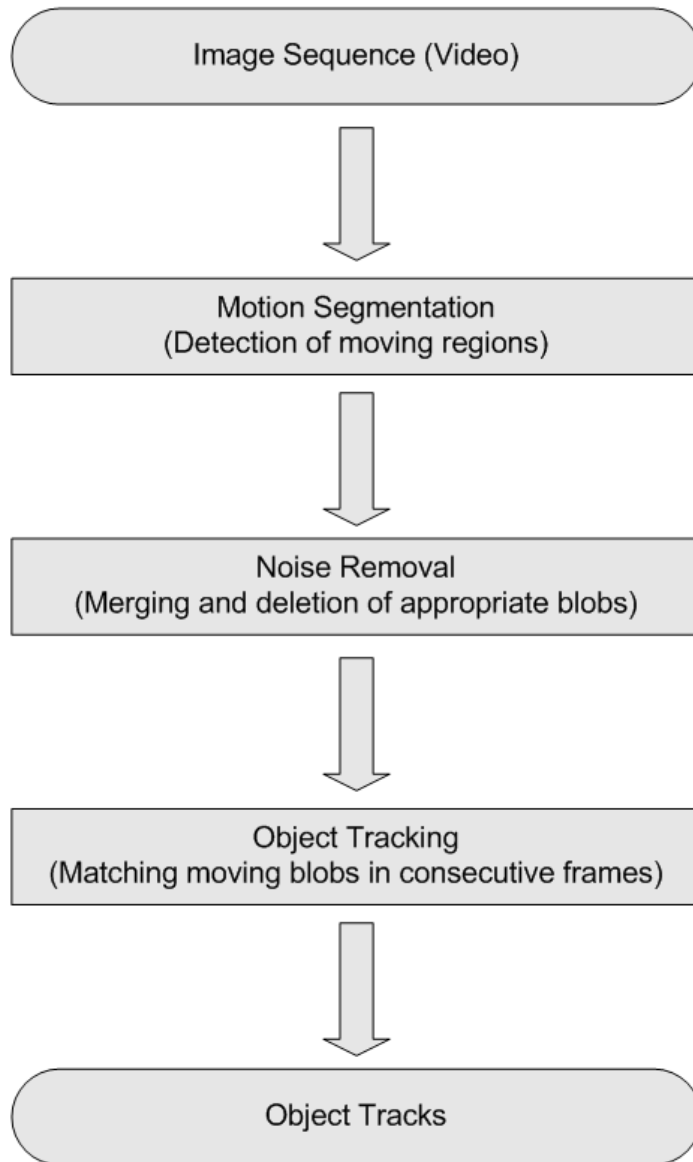 Image Sequence (Video)
Motion Segmentation
(Detection of moving regions)
Noise Removal
(Merging and deletion of appropriate blobs)
Object Tracking
(Matching moving blobs in consecutive frames)
Object Tracks